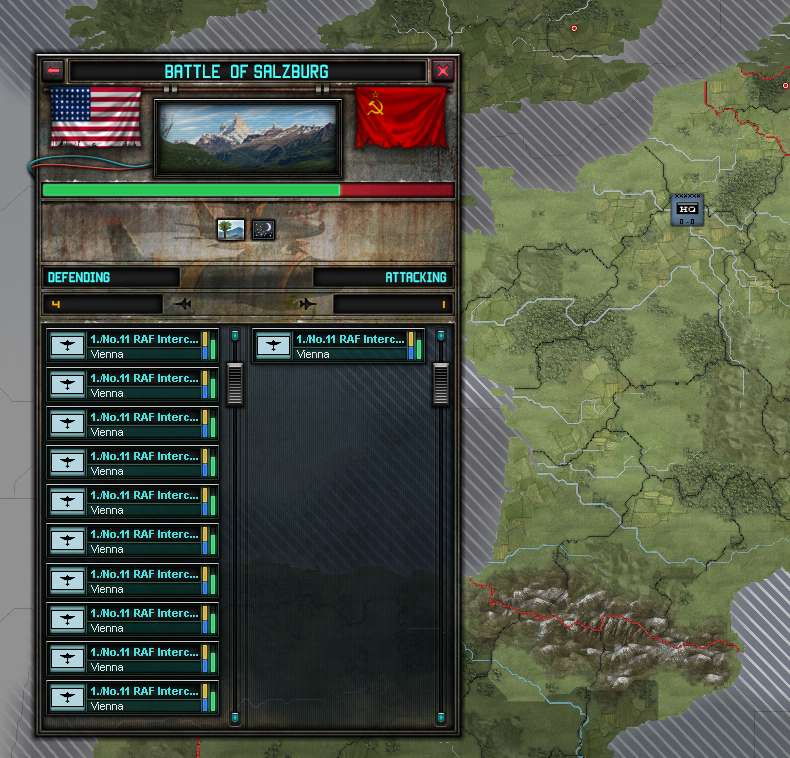 BATTLE OF SALZBURG
HQ
0 - 0
DEFENDING
ATTACKING
4
1
1./No.11 RAF Interc...
Vienna
1./No.11 RAF Interc...
Vienna
1./No.11 RAF Interc...
Vienna
1./No.11 RAF Interc...
Vienna
1./No.11 RAF Interc...
Vienna
1./No.11 RAF Interc...
Vienna
1./No.11 RAF Interc...
Vienna
1./No.11 RAF Interc...
Vienna
1./No.11 RAF Interc...
Vienna
1./No.11 RAF Interc...
Vienna
1./No.11 RAF Interc...
Vienna